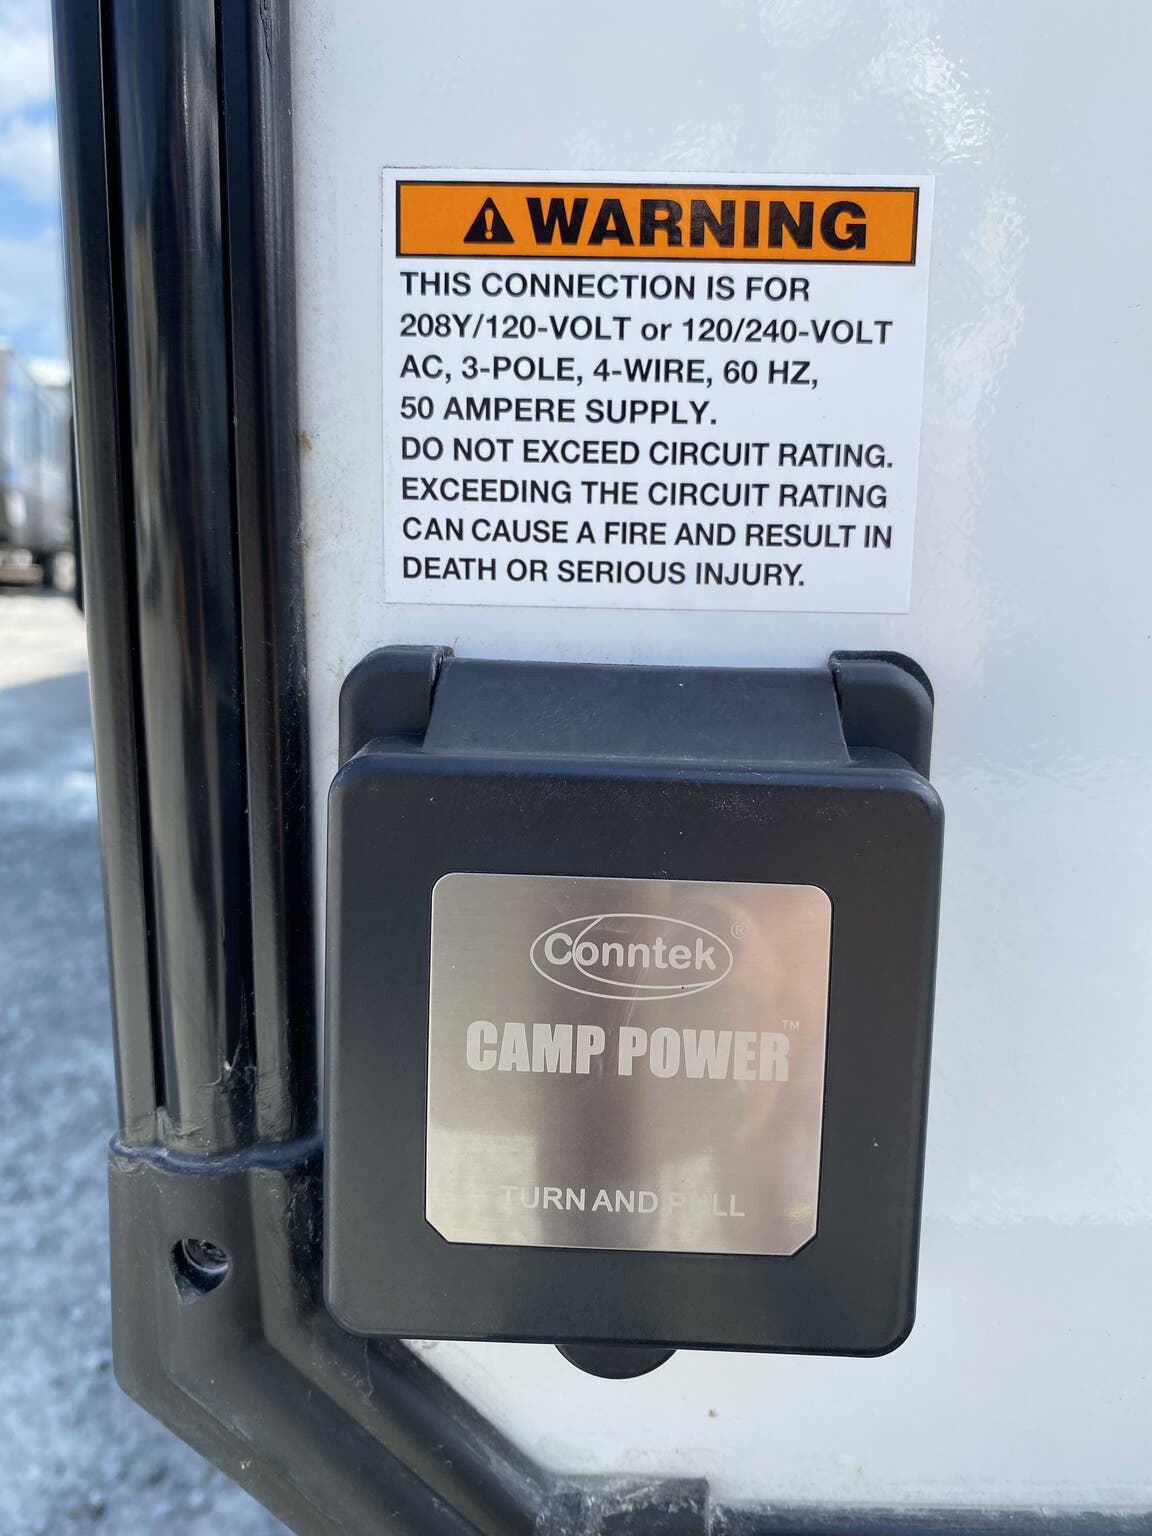 WARNING
THIS CONNECTION IS FOR
208Y/120-VOLT or 120/240-VOLT
AC, 3-POLE, 4-WIRE, 60 HZ,
50 AMPERE SUPPLY.
DO NOT EXCEED CIRCUIT RATING.
EXCEEDING THE CIRCUIT RATING
CAN CAUSE A FIRE AND RESULT IN
DEATH OR SERIOUS INJURY.
Conntek®
CAMP POWER™
TURN AND PULL